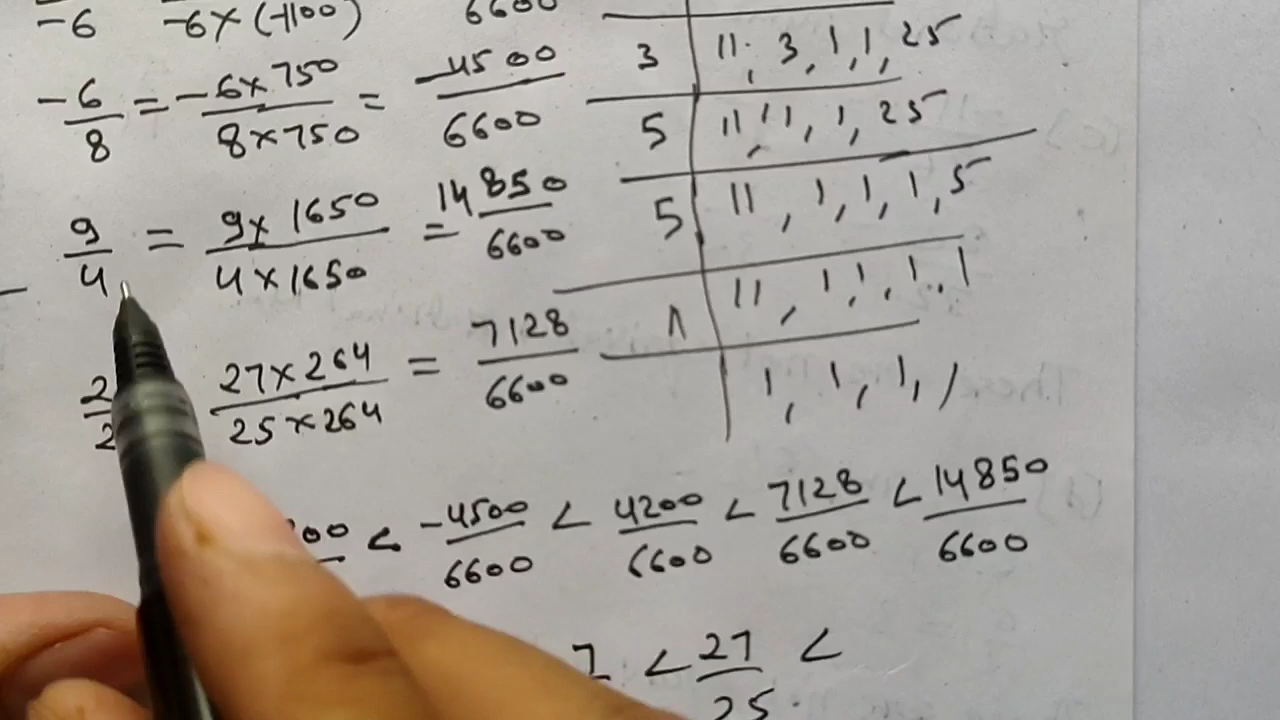 -6 -6×(-1100) 6600
-6/8 = -6×750/8×750 = -4500/6600
9/4 = 9×1650/4×1650 = 14850/6600
27×264/25×264 = 7128/6600
3 | 11, 3, 1, 1, 25
5 | 11, 1, 1, 25
5 | 11, 1, 1, 1, 5
11, 1, 1, 1, 1
1, 1, 1, 1
< -4500/6600 < 4200/6600 < 7128/6600 < 14850/6600
< 27/25 <